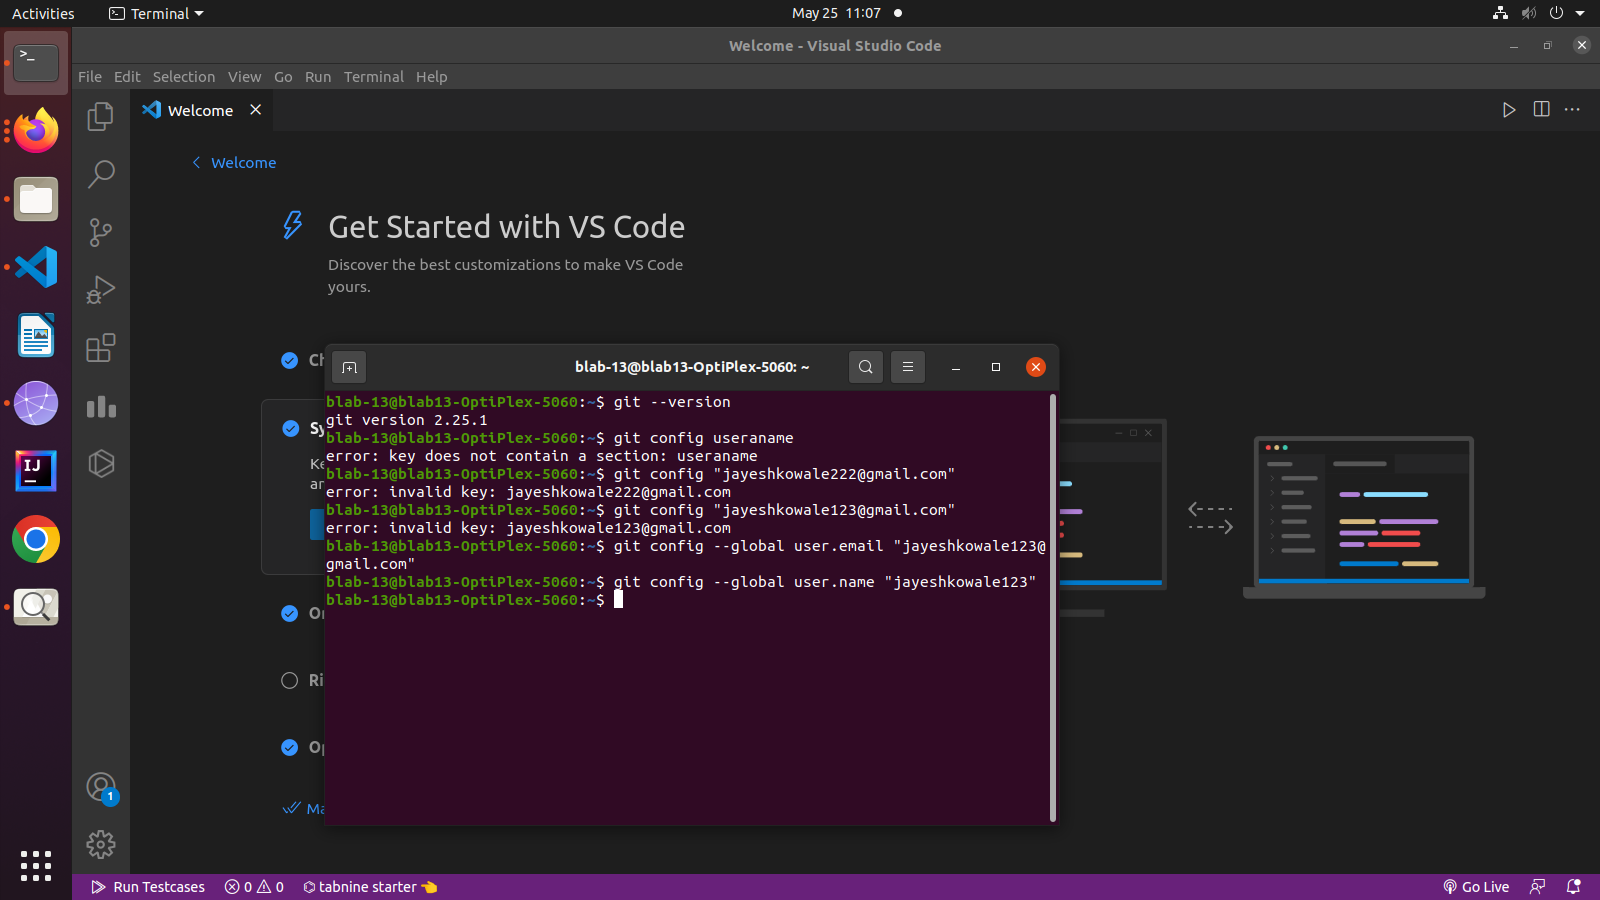 Activities
Terminal
May 25 11:07
Welcome - Visual Studio Code
File Edit Selection View Go Run Terminal Help
Welcome
Welcome
Get Started with VS Code
Discover the best customizations to make VS Code
yours.
blab-13@blab13-OptiPlex-5060: ~
blab-13@blab13-OptiPlex-5060:~$ git --version
git version 2.25.1
blab-13@blab13-OptiPlex-5060:~$ git config useraname
error: key does not contain a section: useraname
blab-13@blab13-OptiPlex-5060:~$ git config "jayeshkowale222@gmail.com"
error: invalid key: jayeshkowale222@gmail.com
blab-13@blab13-OptiPlex-5060:~$ git config "jayeshkowale123@gmail.com"
error: invalid key: jayeshkowale123@gmail.com
blab-13@blab13-OptiPlex-5060:~$ git config --global user.email "jayeshkowale123@
gmail.com"
blab-13@blab13-OptiPlex-5060:~$ git config --global user.name "jayeshkowale123"
blab-13@blab13-OptiPlex-5060:~$
IJ
1
Run Testcases 0 0 tabnine starter
Go Live